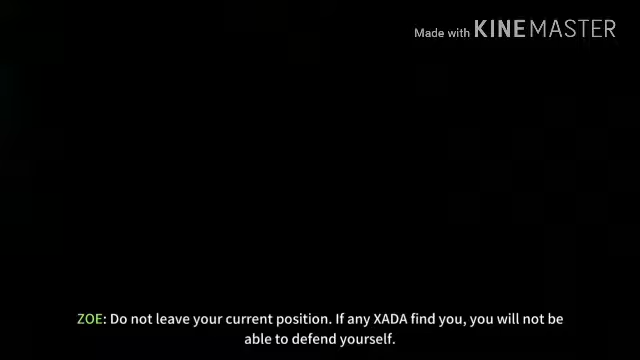 Made with KINEMASTER
ZOE: Do not leave your current position. If any XADA find you, you will not be
able to defend yourself.